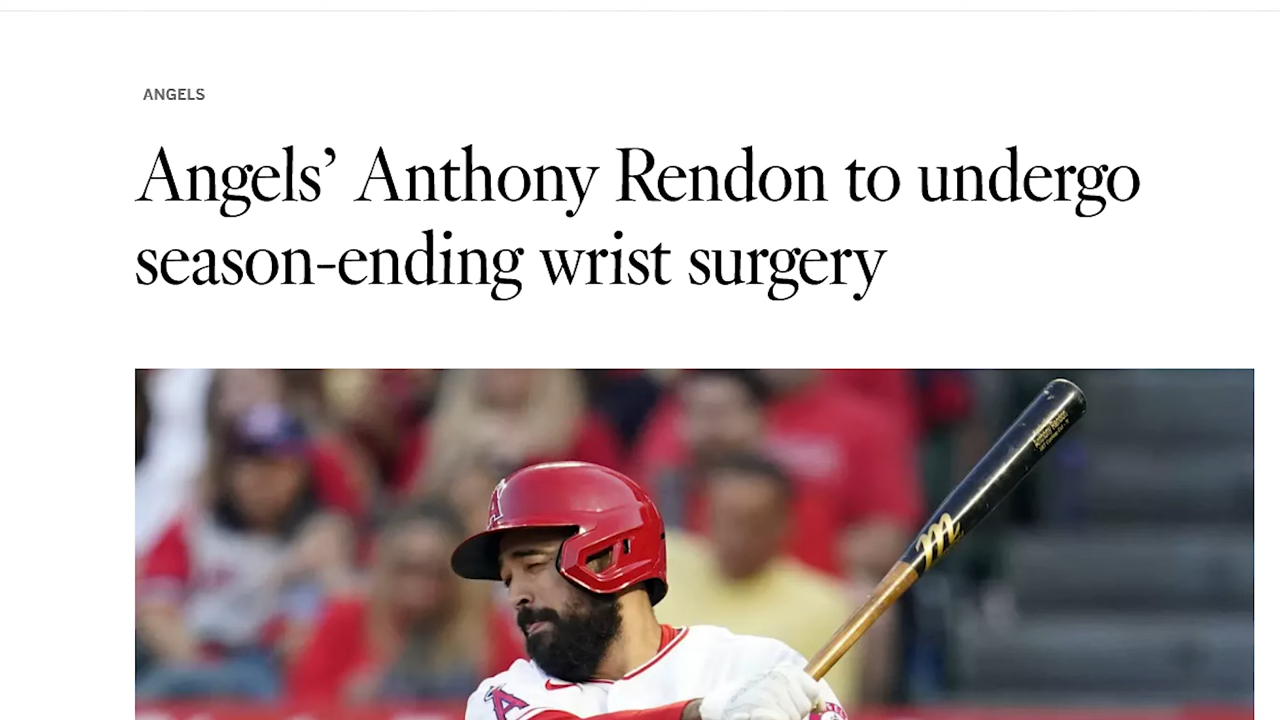 ANGELS
Angels’ Anthony Rendon to undergo
season-ending wrist surgery
A
A
m